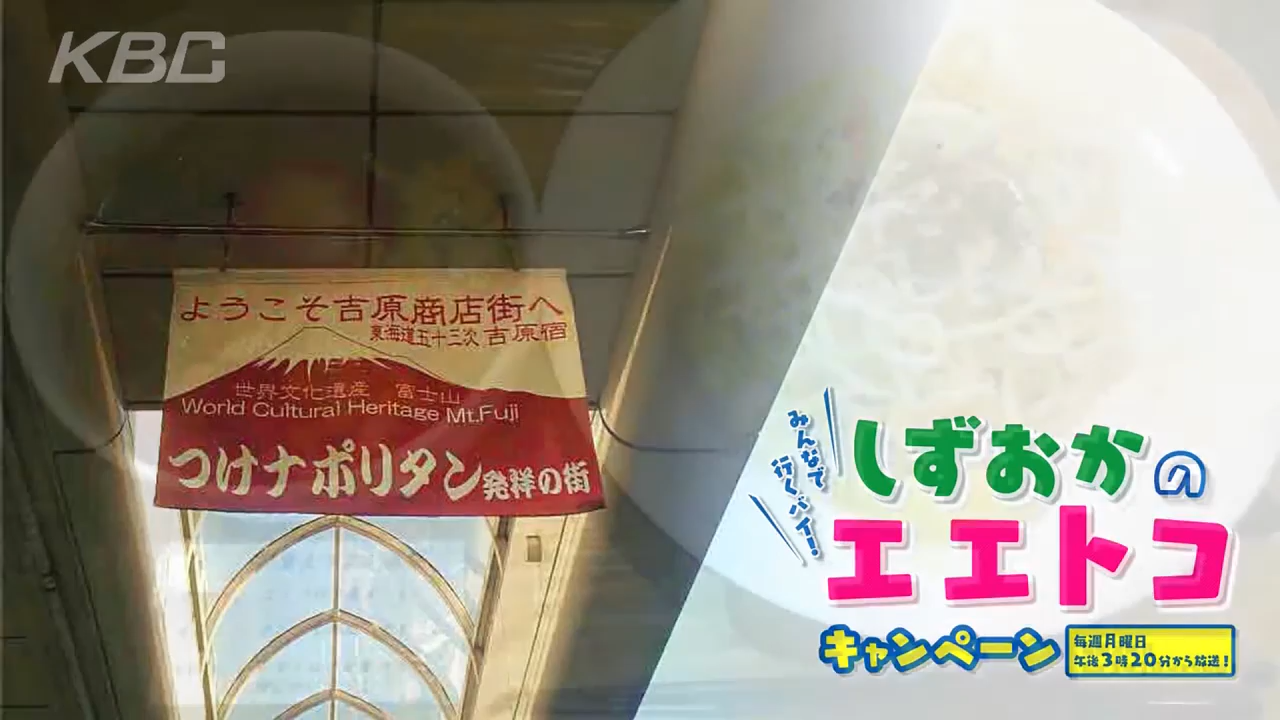 KBC
ようこそ吉原商店街へ
東海道五十三次 吉原宿
世界文化遺産 富士山
World Cultural Heritage Mt.Fuji
つけナポリタン発祥の街
みんなで
行くバイ!
しずおかの
エエトコ
キャンペーン
毎週月曜日
午後3時20分から放送!